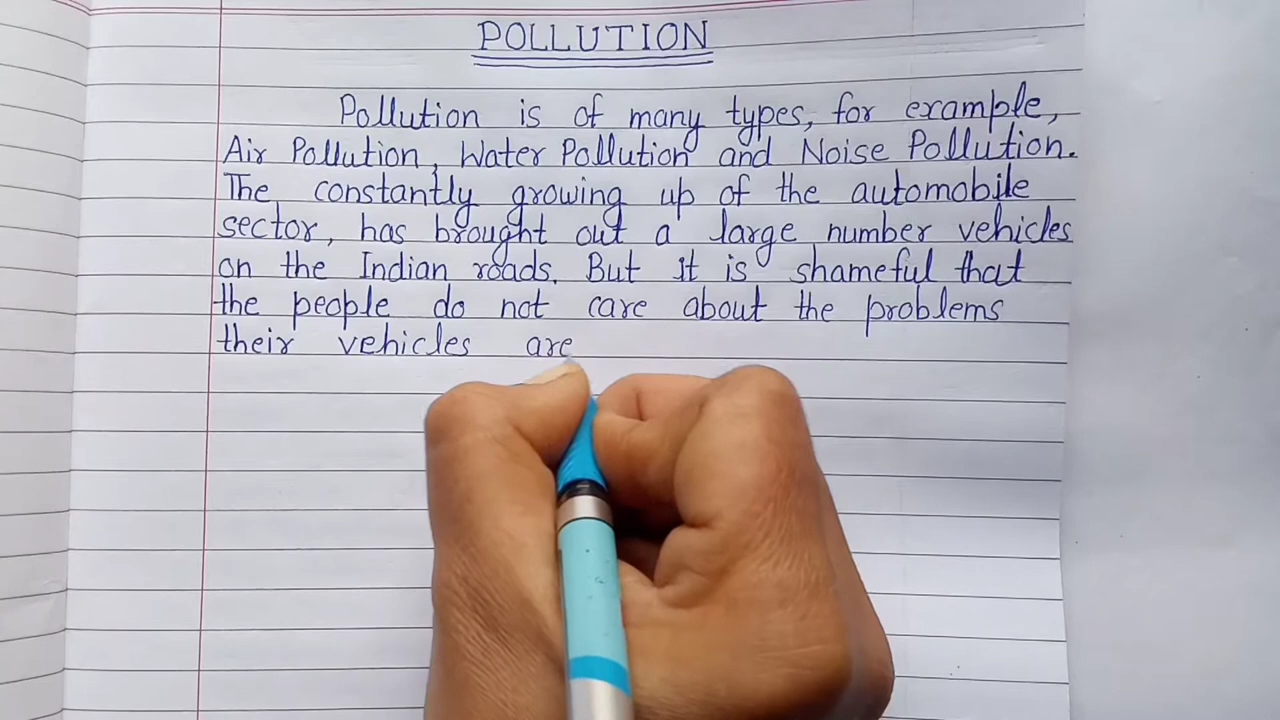 POLLUTION
Pollution is of many types, for example,
Air Pollution, Water Pollution and Noise Pollution.
The constantly growing up of the automobile
sector, has brought out a large number vehicles
on the Indian roads. But it is shameful that
the people do not care about the problems
their vehicles are